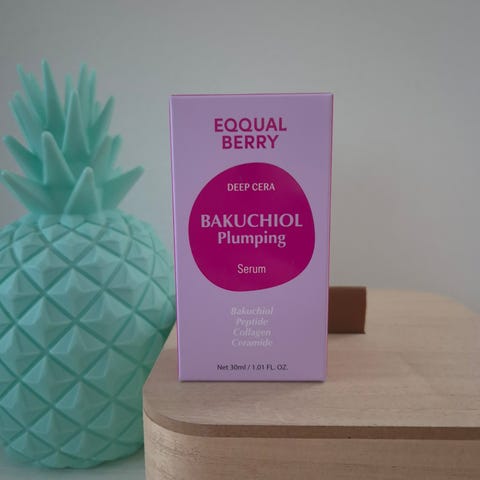 EQQUAL
BERRY
DEEP CERA
BAKUCHIOL
Plumping
Serum
Bakuchiol
Peptide
Collagen
Ceramide
Net 30ml / 1.01 FL. OZ.